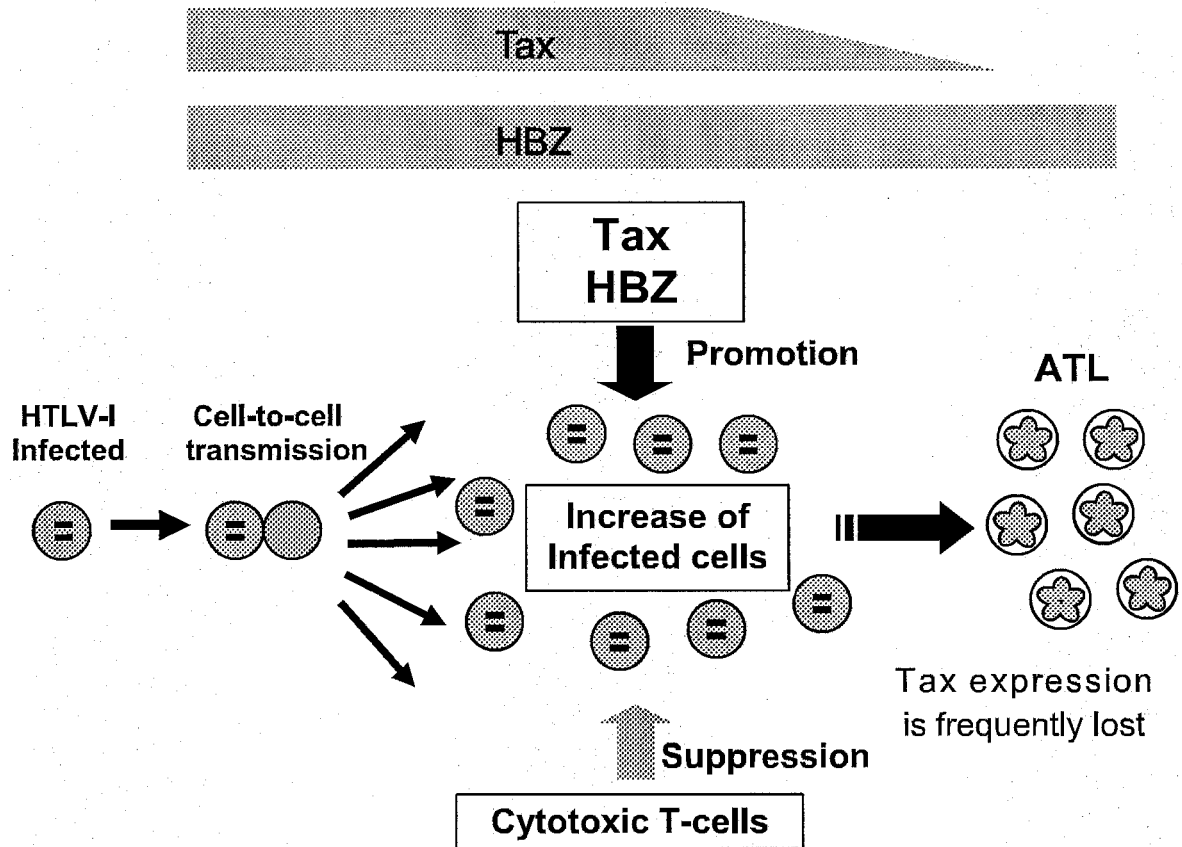 Tax
HBZ
Tax
HBZ
Promotion
ATL
HTLV-I
Infected
Cell-to-cell
transmission
Increase of
Infected cells
Tax expression
is frequently lost
Suppression
Cytotoxic T-cells